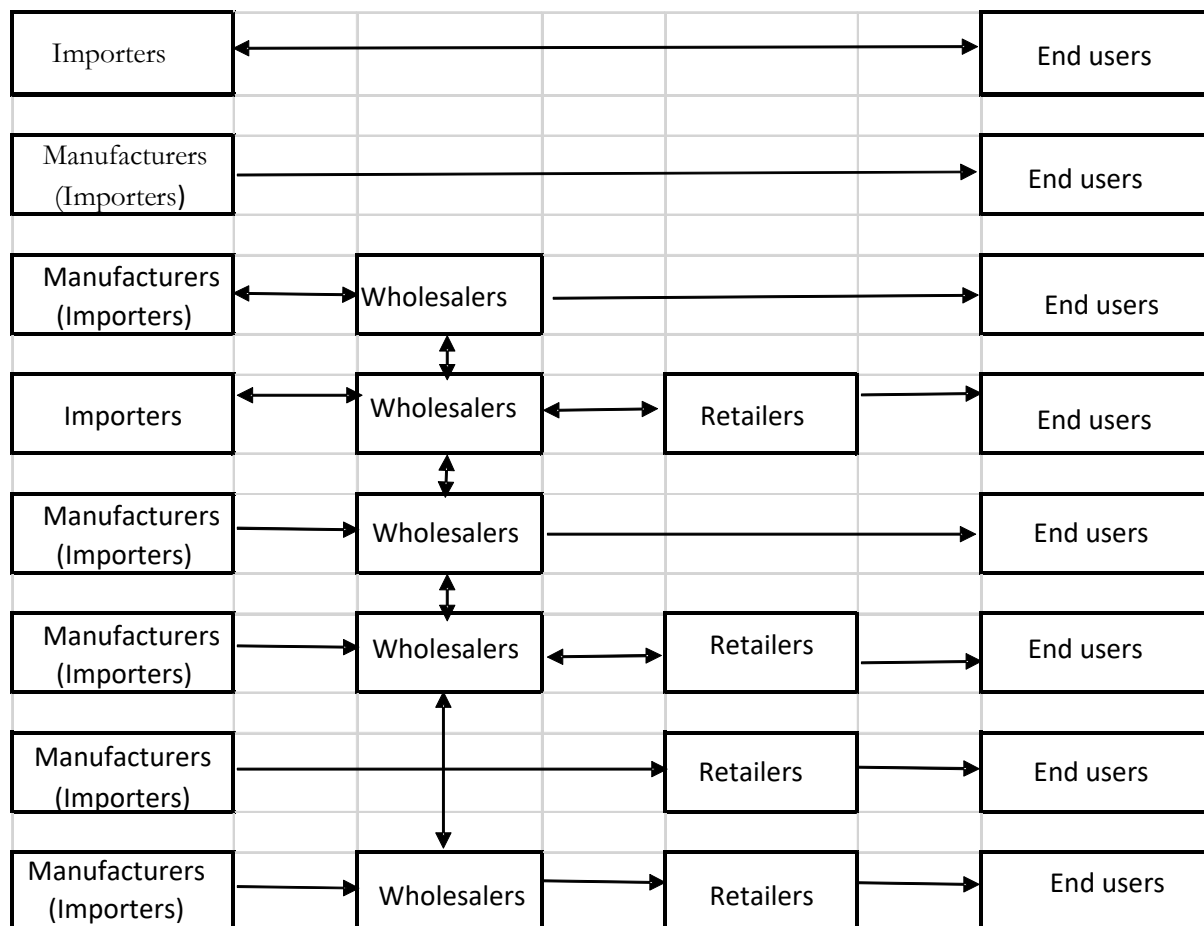 Importers
End users
Manufacturers
(Importers)
End users
Manufacturers
(Importers)
Wholesalers
End users
Importers
Wholesalers
Retailers
End users
Manufacturers
(Importers)
Wholesalers
End users
Manufacturers
(Importers)
Wholesalers
Retailers
End users
Manufacturers
(Importers)
Retailers
End users
Manufacturers
(Importers)
Wholesalers
Retailers
End users